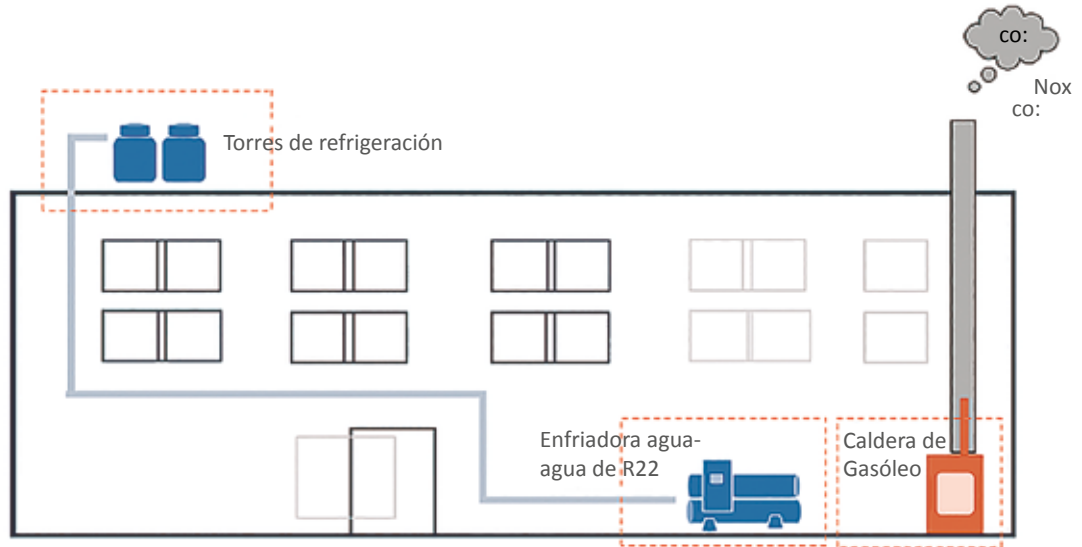 co:
Nox
co:
Torres de refrigeración
Enfriadora agua-
agua de R22
Caldera de
Gasóleo